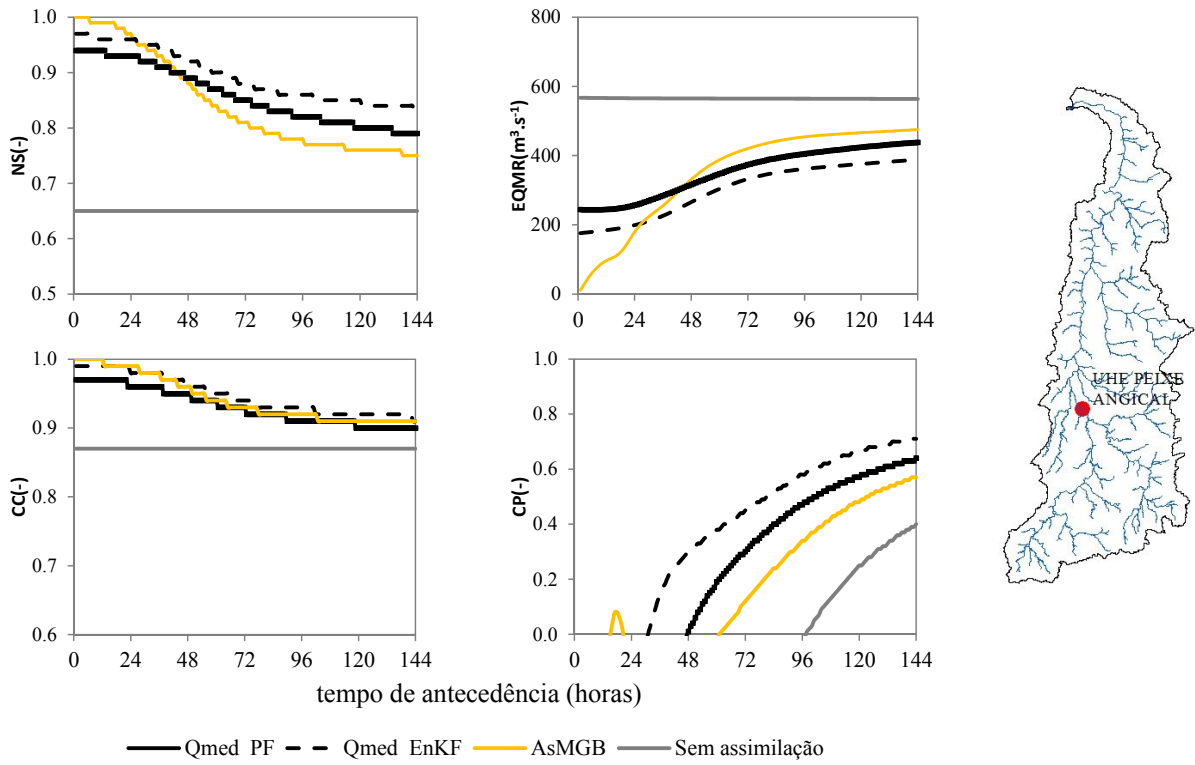 NS(-)
1.0
0.9
0.8
0.7
0.6
0.5
0 24 48 72 96 120 144
EQMR(m³.s⁻¹)
800
600
400
200
0
0 24 48 72 96 120 144
CC(-)
1.0
0.9
0.8
0.7
0.6
0 24 48 72 96 120 144
CP(-)
1.0
0.8
0.6
0.4
0.2
0.0
0 24 48 72 96 120 144
UHE PEIXE
ANGICAL
tempo de antecedência (horas)
Qmed_PF Qmed_EnKF AsMGB Sem assimilação